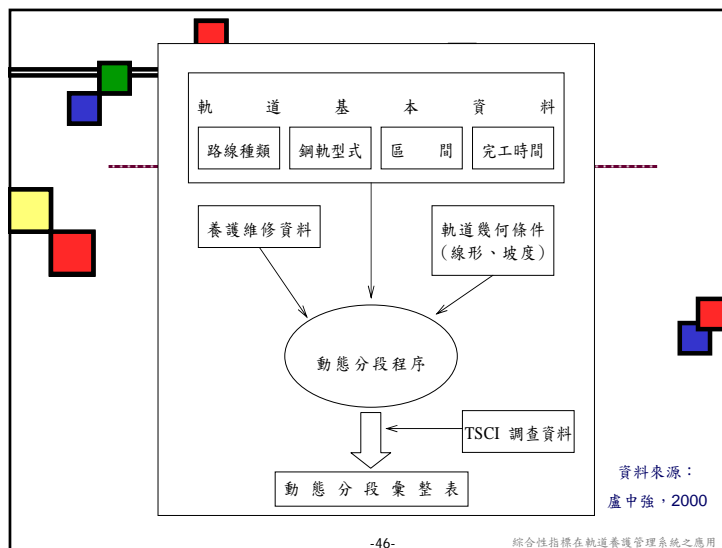 軌道基本資料
路線種類 鋼軌型式 區間 完工時間
養護維修資料
軌道幾何條件
(線形、坡度)
動態分段程序
TSCI 調查資料
動態分段彙整表
資料來源：
盧中強，2000
-46-
綜合性指標在軌道養護管理系統之應用